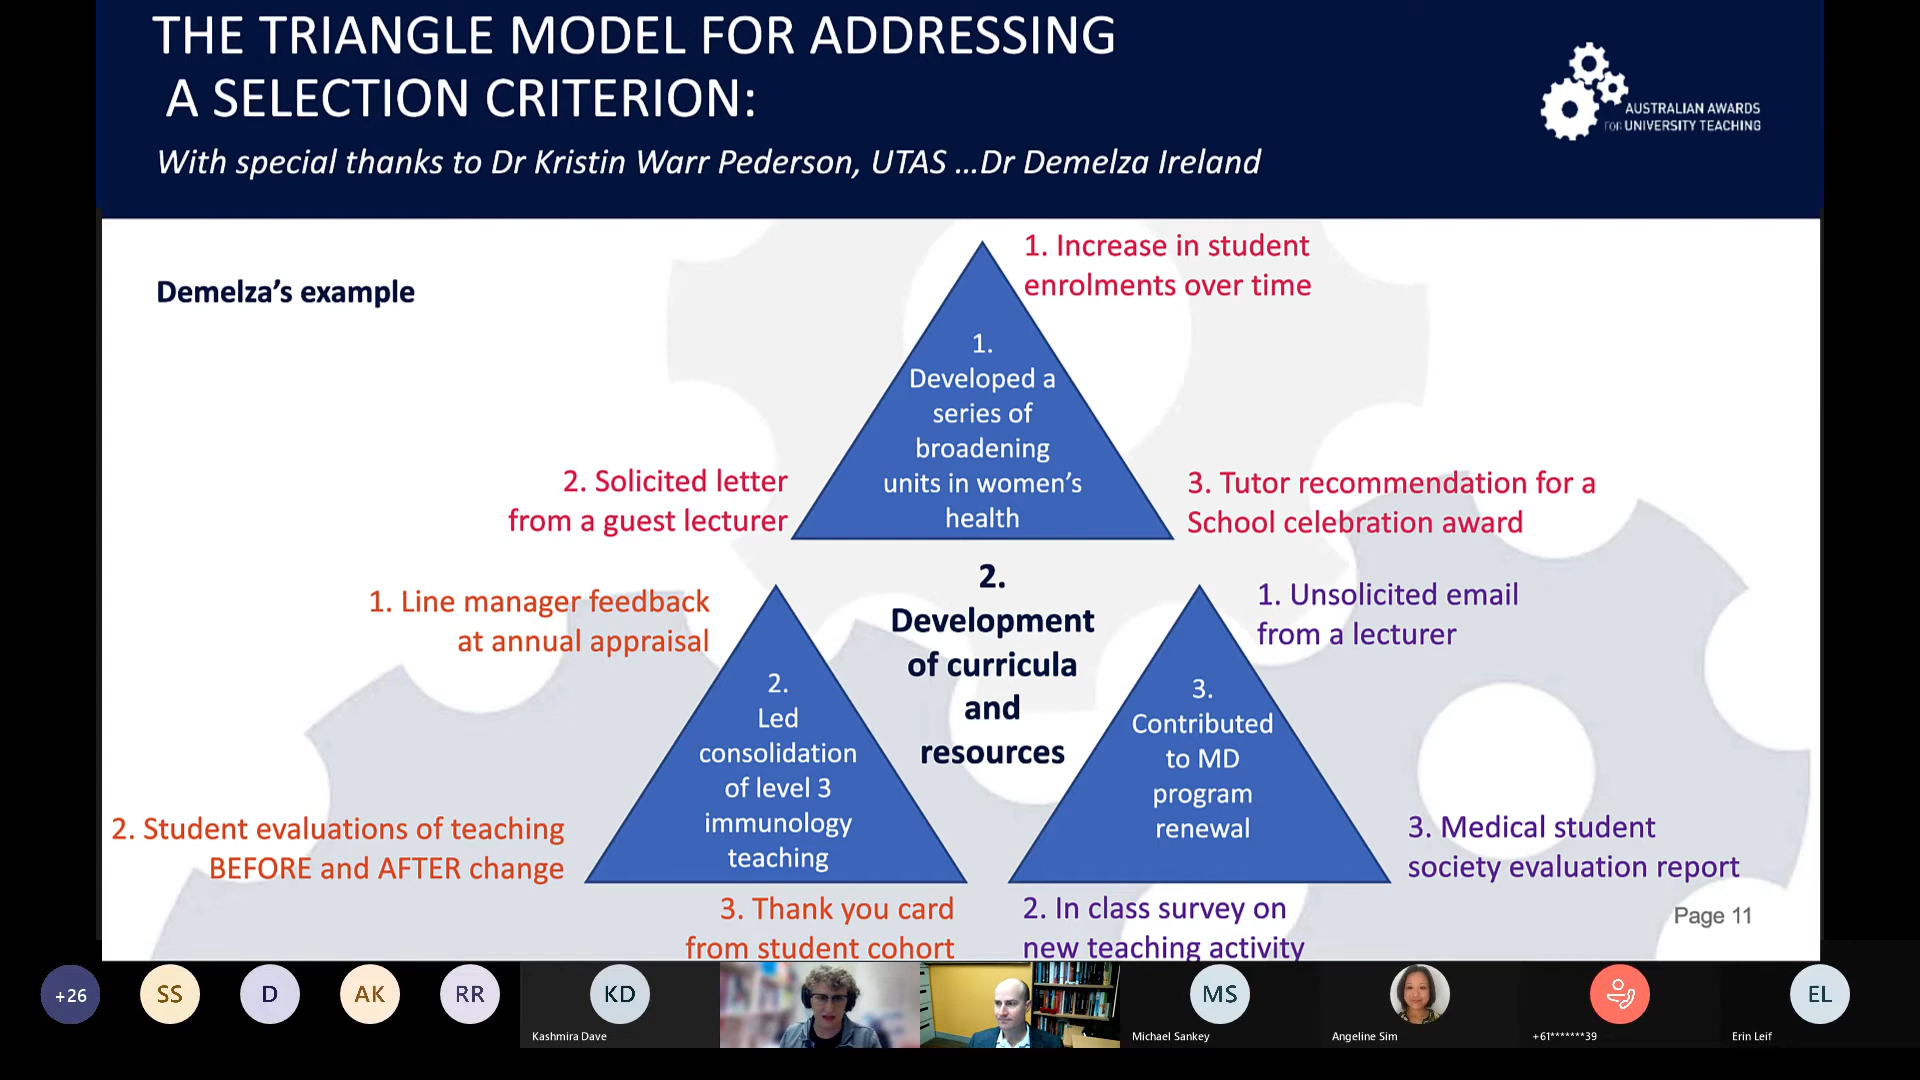 THE TRIANGLE MODEL FOR ADDRESSING
A SELECTION CRITERION:
With special thanks to Dr Kristin Warr Pederson, UTAS ...Dr Demelza Ireland
AUSTRALIAN AWARDS
FOR UNIVERSITY TEACHING
Demelza's example
1. Increase in student
enrolments over time
1.
Developed a
series of
broadening
units in women's
health
2. Solicited letter
from a guest lecturer
3. Tutor recommendation for a
School celebration award
2.
Development
of curricula
and
resources
1. Line manager feedback
at annual appraisal
2.
Led
consolidation
of level 3
immunology
teaching
2. Student evaluations of teaching
BEFORE and AFTER change
3. Thank you card
from student cohort
1. Unsolicited email
from a lecturer
3.
Contributed
to MD
program
renewal
2. In class survey on
new teaching activity
3. Medical student
society evaluation report
Page 11
+26
SS
D
AK
RR
KD
Kashmira Dave
MS
Michael Sankey
Angeline Sim
+61*******39
EL
Erin Leif